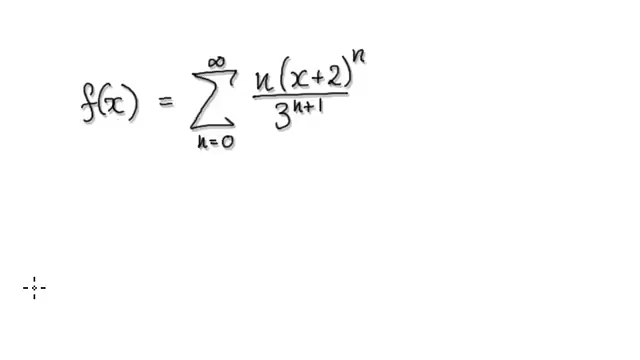 f(x) = ∑_{n=0}^{∞} n(x+2)^n / 3^{n+1}